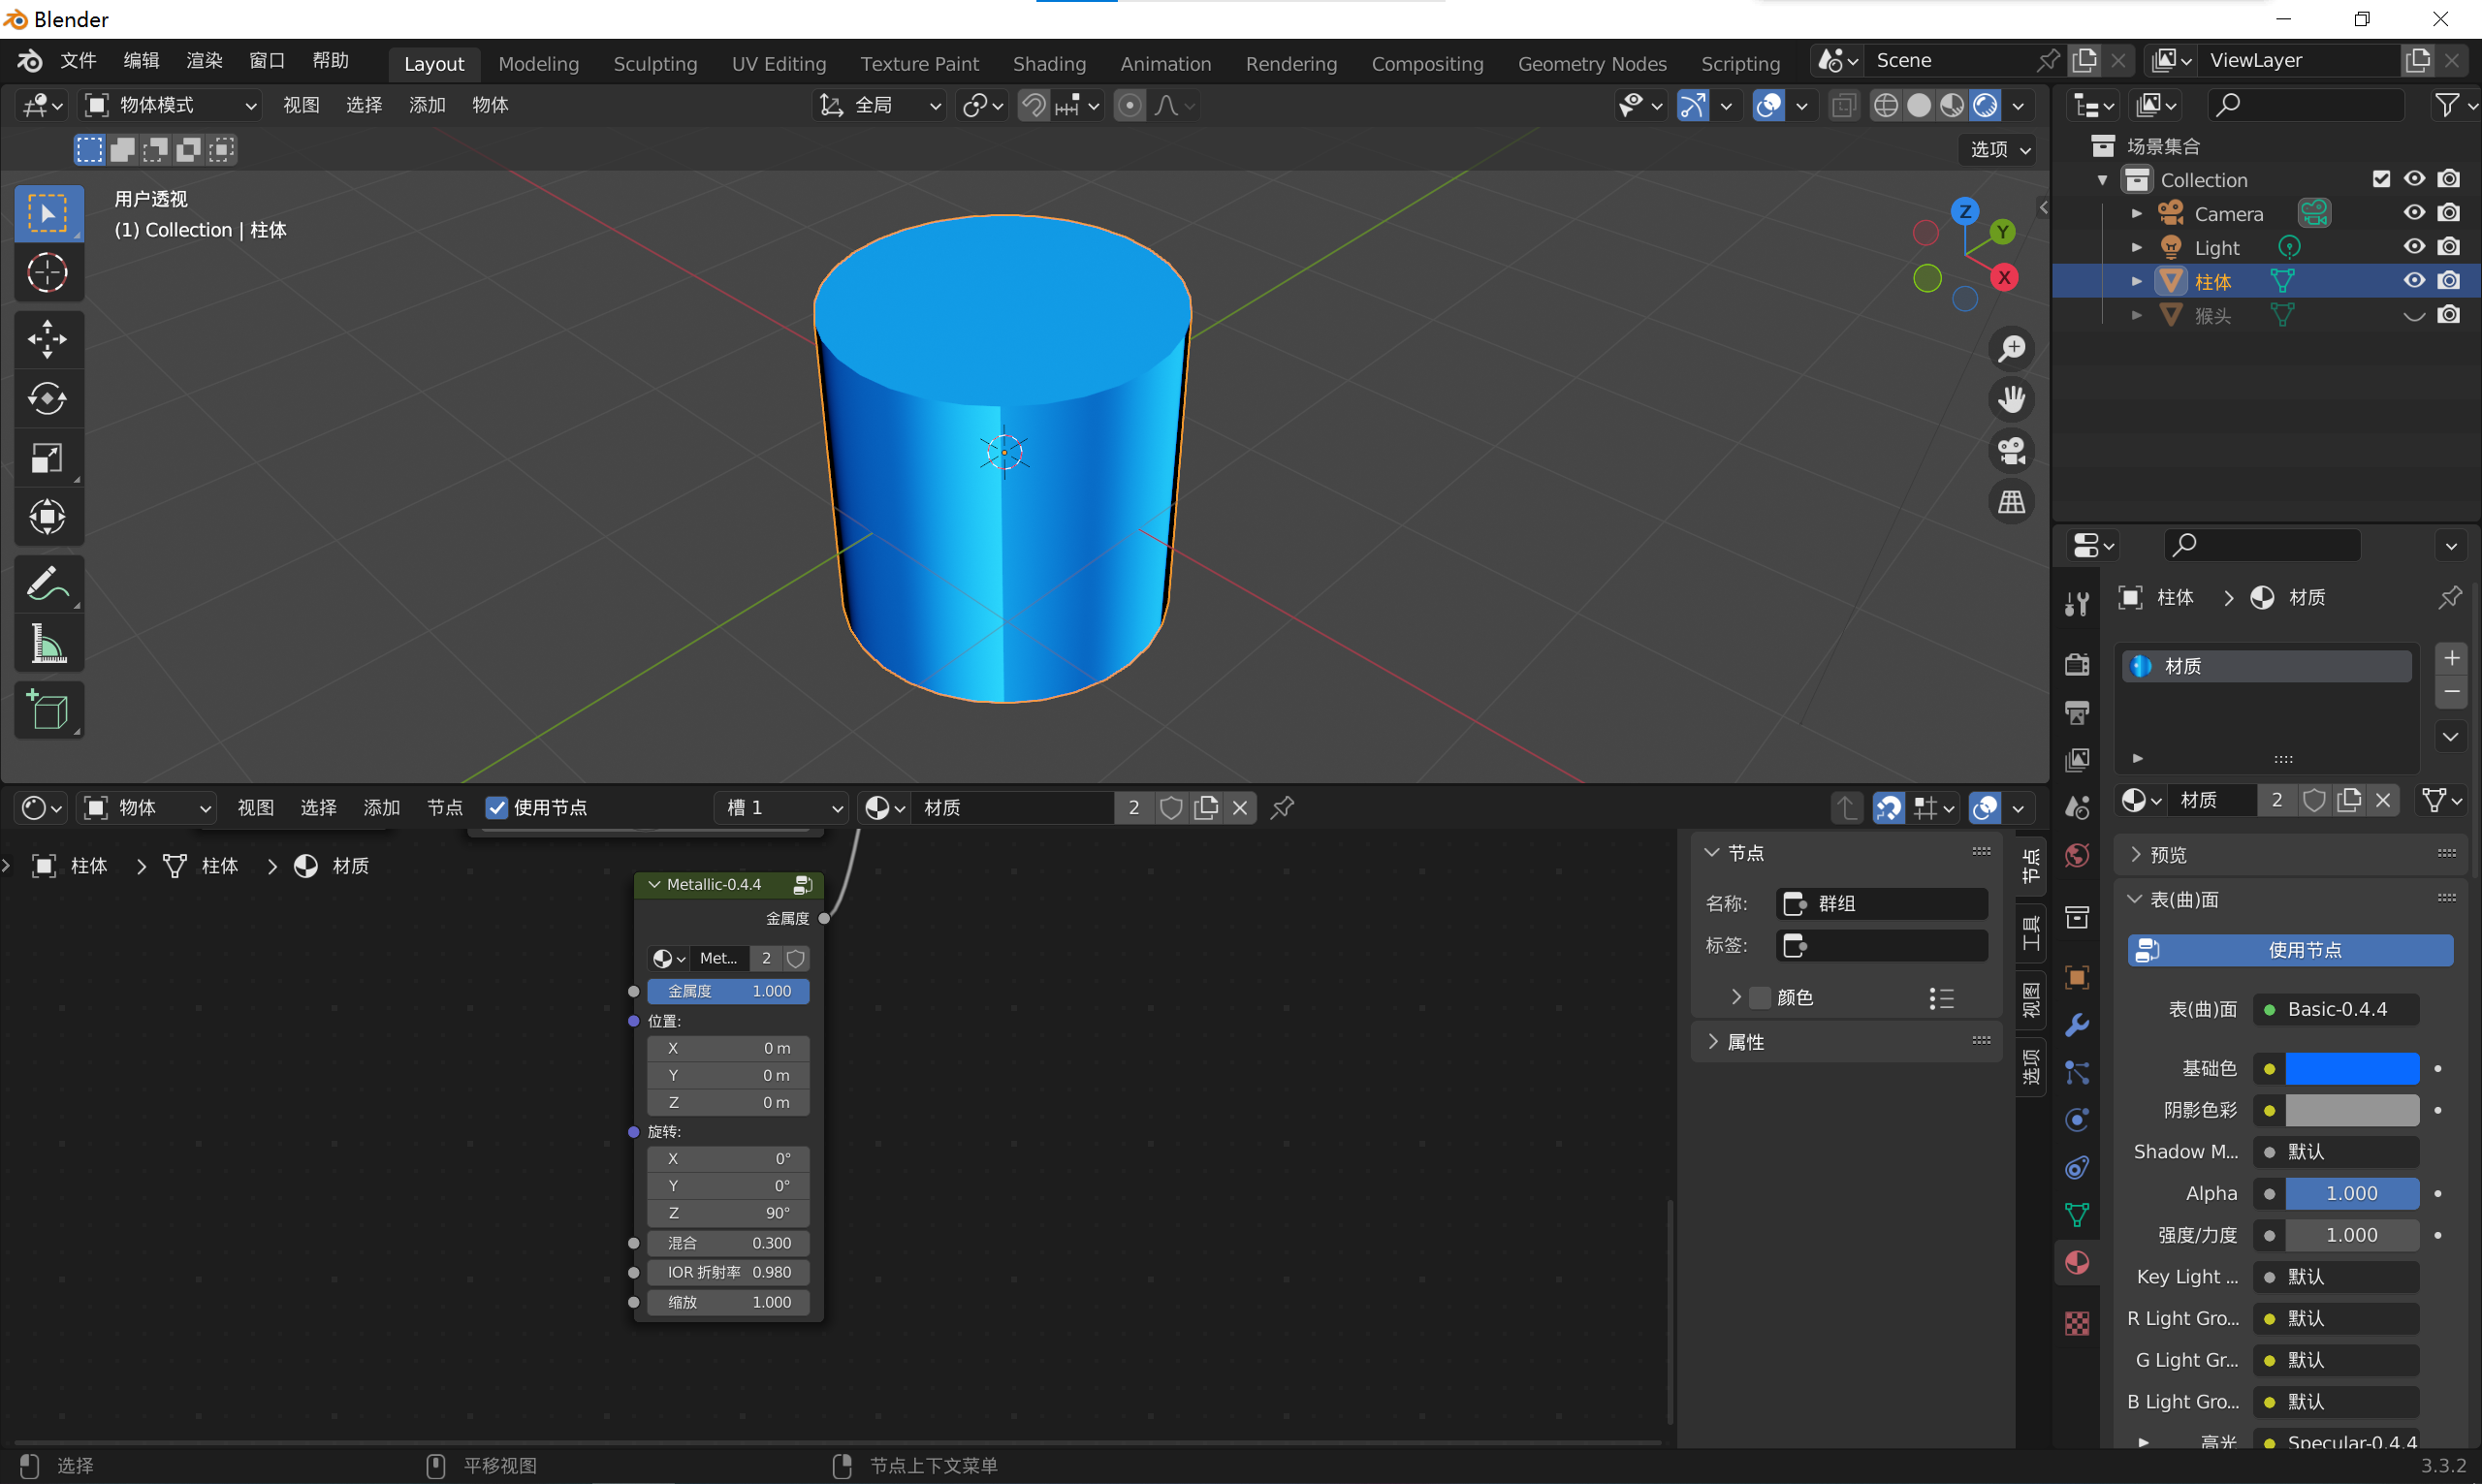 Blender
文件 编辑 渲染 窗口 帮助 Layout Modeling Sculpting UV Editing Texture Paint Shading Animation Rendering Compositing Geometry Nodes Scripting Scene ViewLayer
物体模式 视图 选择 添加 物体 全局
选项
用户透视
(1) Collection | 柱体
Z
Y
X
场景集合
Collection
Camera
Light
柱体
猴头
柱体 材质
材质
材质 2
预览
表(曲)面
使用节点
表(曲)面 Basic-0.4.4
基础色
阴影色彩
Shadow M... 默认
Alpha 1.000
强度/力度 1.000
Key Light ... 默认
R Light Gro... 默认
G Light Gr... 默认
B Light Gro... 默认
高光 Specular-0.4.4
物体 视图 选择 添加 节点 使用节点 槽 1 材质 2
柱体 柱体 材质
Metallic-0.4.4
金属度
Met... 2
金属度 1.000
位置:
X 0 m
Y 0 m
Z 0 m
旋转:
X 0°
Y 0°
Z 90°
混合 0.300
IOR 折射率 0.980
缩放 1.000
节点
名称: 群组
标签:
颜色
属性
节点
工具
视图
选项
选择 平移视图 节点上下文菜单 3.3.2